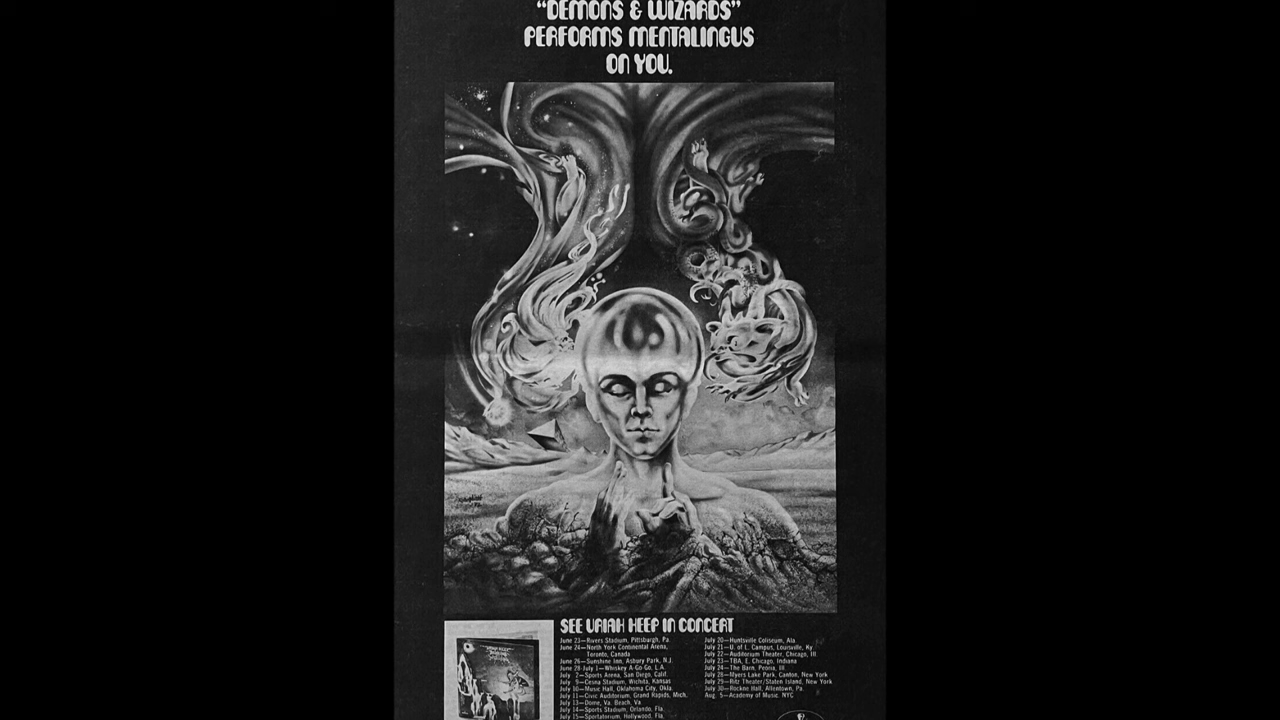 "DEMONS & WIZARDS"
PERFORMS MENTALINGUS
ON YOU.
SEE URIAH HEEP IN CONCERT
June 23—Rivers Stadium, Pittsburgh, Pa.
June 24—North York Continental Arena,
Toronto, Canada
June 26—Sunshine Inn, Asbury Park, N.J.
June 28-July 1—Whiskey A-Go-Go, L.A.
July 7—Sports Arena, San Diego, Calif.
July 9—Cesna Stadium, Wichita, Kansas
July 10—Music Hall, Oklahoma City, Okla.
July 11—Civic Auditorium, Grand Rapids, Mich.
July 13—Dome, Va. Beach, Va
July 14—Sports Stadium, Orlando, Fla.
July 15—Sportatorium, Hollywood, Fla.
July 20—Huntsville Coliseum, Ala.
July 21—U. of L. Campus, Louisville, Ky.
July 22—Auditorium Theater, Chicago, Ill.
July 23—TBA, E. Chicago, Indiana
July 24—The Barn, Peoria, Ill.
July 28—Myers Lake Park, Canton, New York
July 29—Ritz Theater/Staten Island, New York
July 30—Rockne Hall, Allentown, Pa.
Aug. 5—Academy of Music, NYC